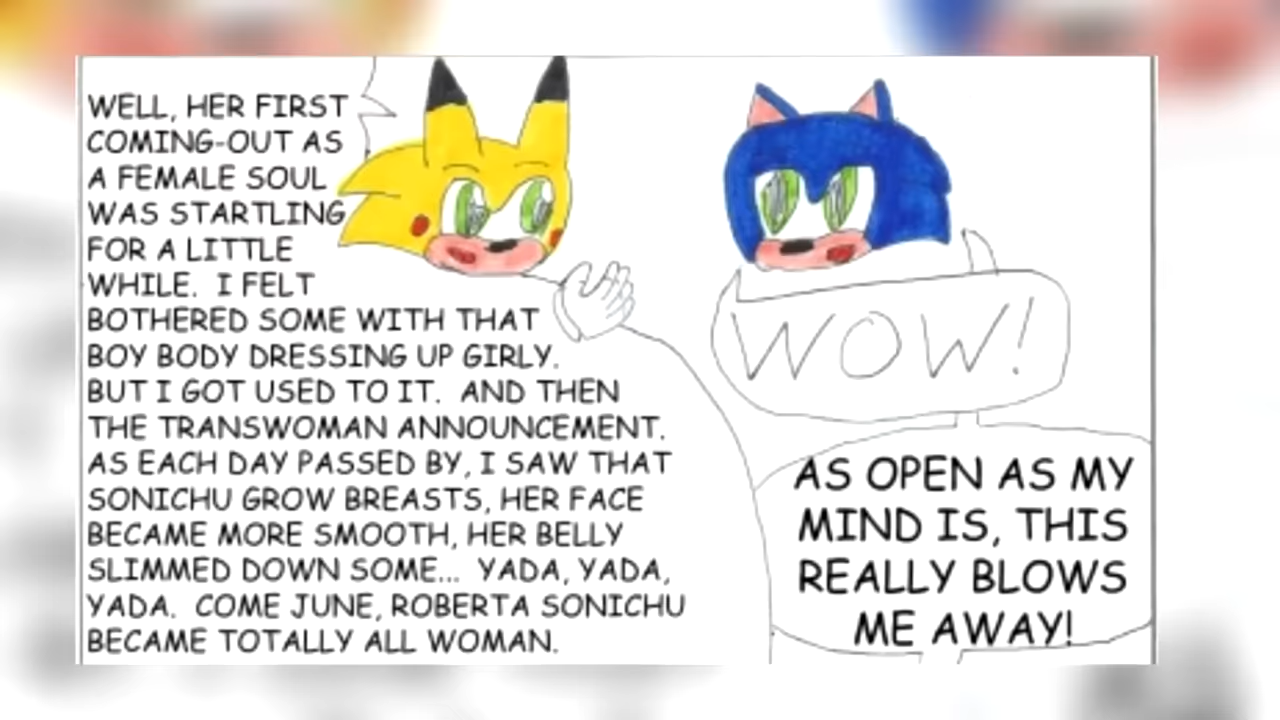 WELL, HER FIRST
COMING-OUT AS
A FEMALE SOUL
WAS STARTLING
FOR A LITTLE
WHILE. I FELT
BOTHERED SOME WITH THAT
BOY BODY DRESSING UP GIRLY.
BUT I GOT USED TO IT. AND THEN
THE TRANSWOMAN ANNOUNCEMENT.
AS EACH DAY PASSED BY, I SAW THAT
SONICHU GROW BREASTS, HER FACE
BECAME MORE SMOOTH, HER BELLY
SLIMMED DOWN SOME... YADA, YADA,
YADA. COME JUNE, ROBERTA SONICHU
BECAME TOTALLY ALL WOMAN.
WOW!
AS OPEN AS MY
MIND IS, THIS
REALLY BLOWS
ME AWAY!